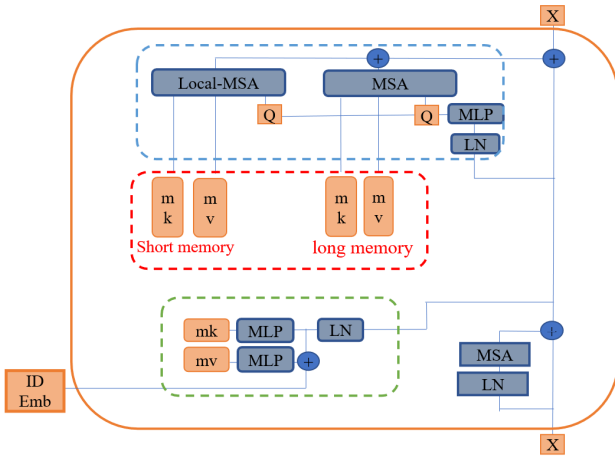 X
+
+
Local-MSA
MSA
Q
Q
MLP
LN
m
k
m
v
m
k
m
v
Short memory
long memory
mk
MLP
LN
mv
MLP
+
+
MSA
LN
ID
Emb
X